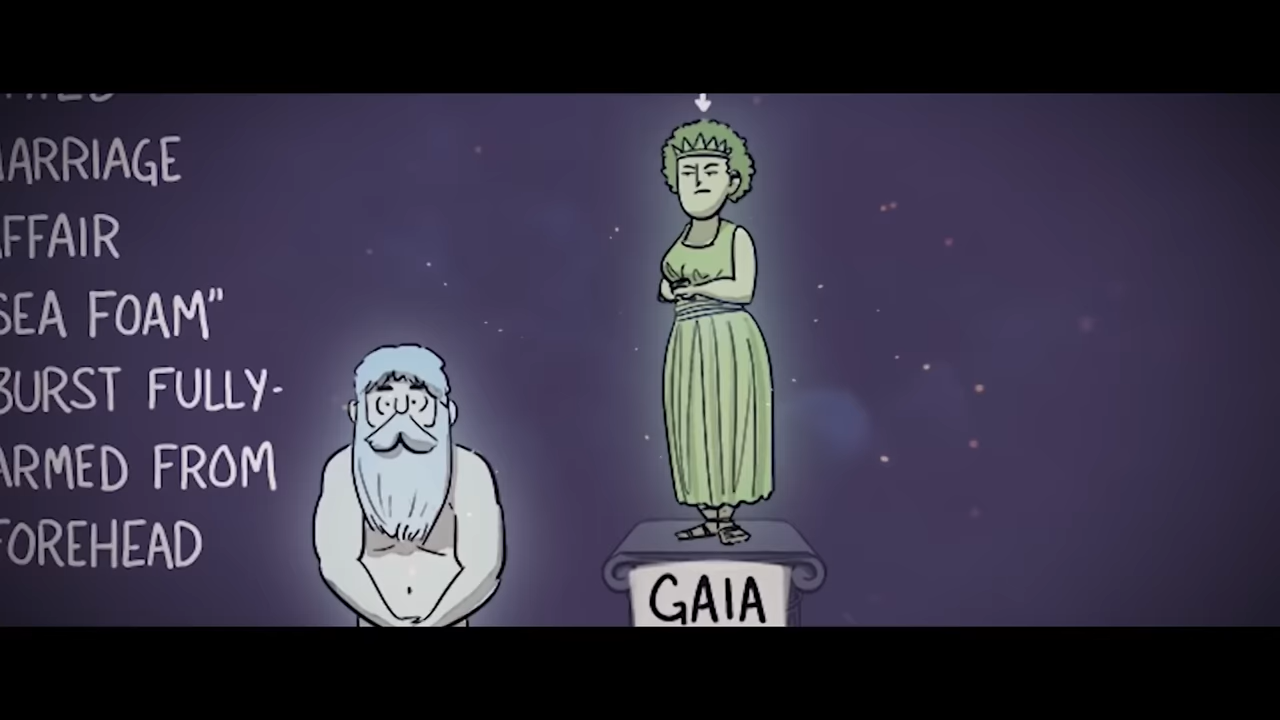 ARRIAGE
FFAIR
SEA FOAM”
BURST FULLY-
ARMED FROM
FOREHEAD
GAIA